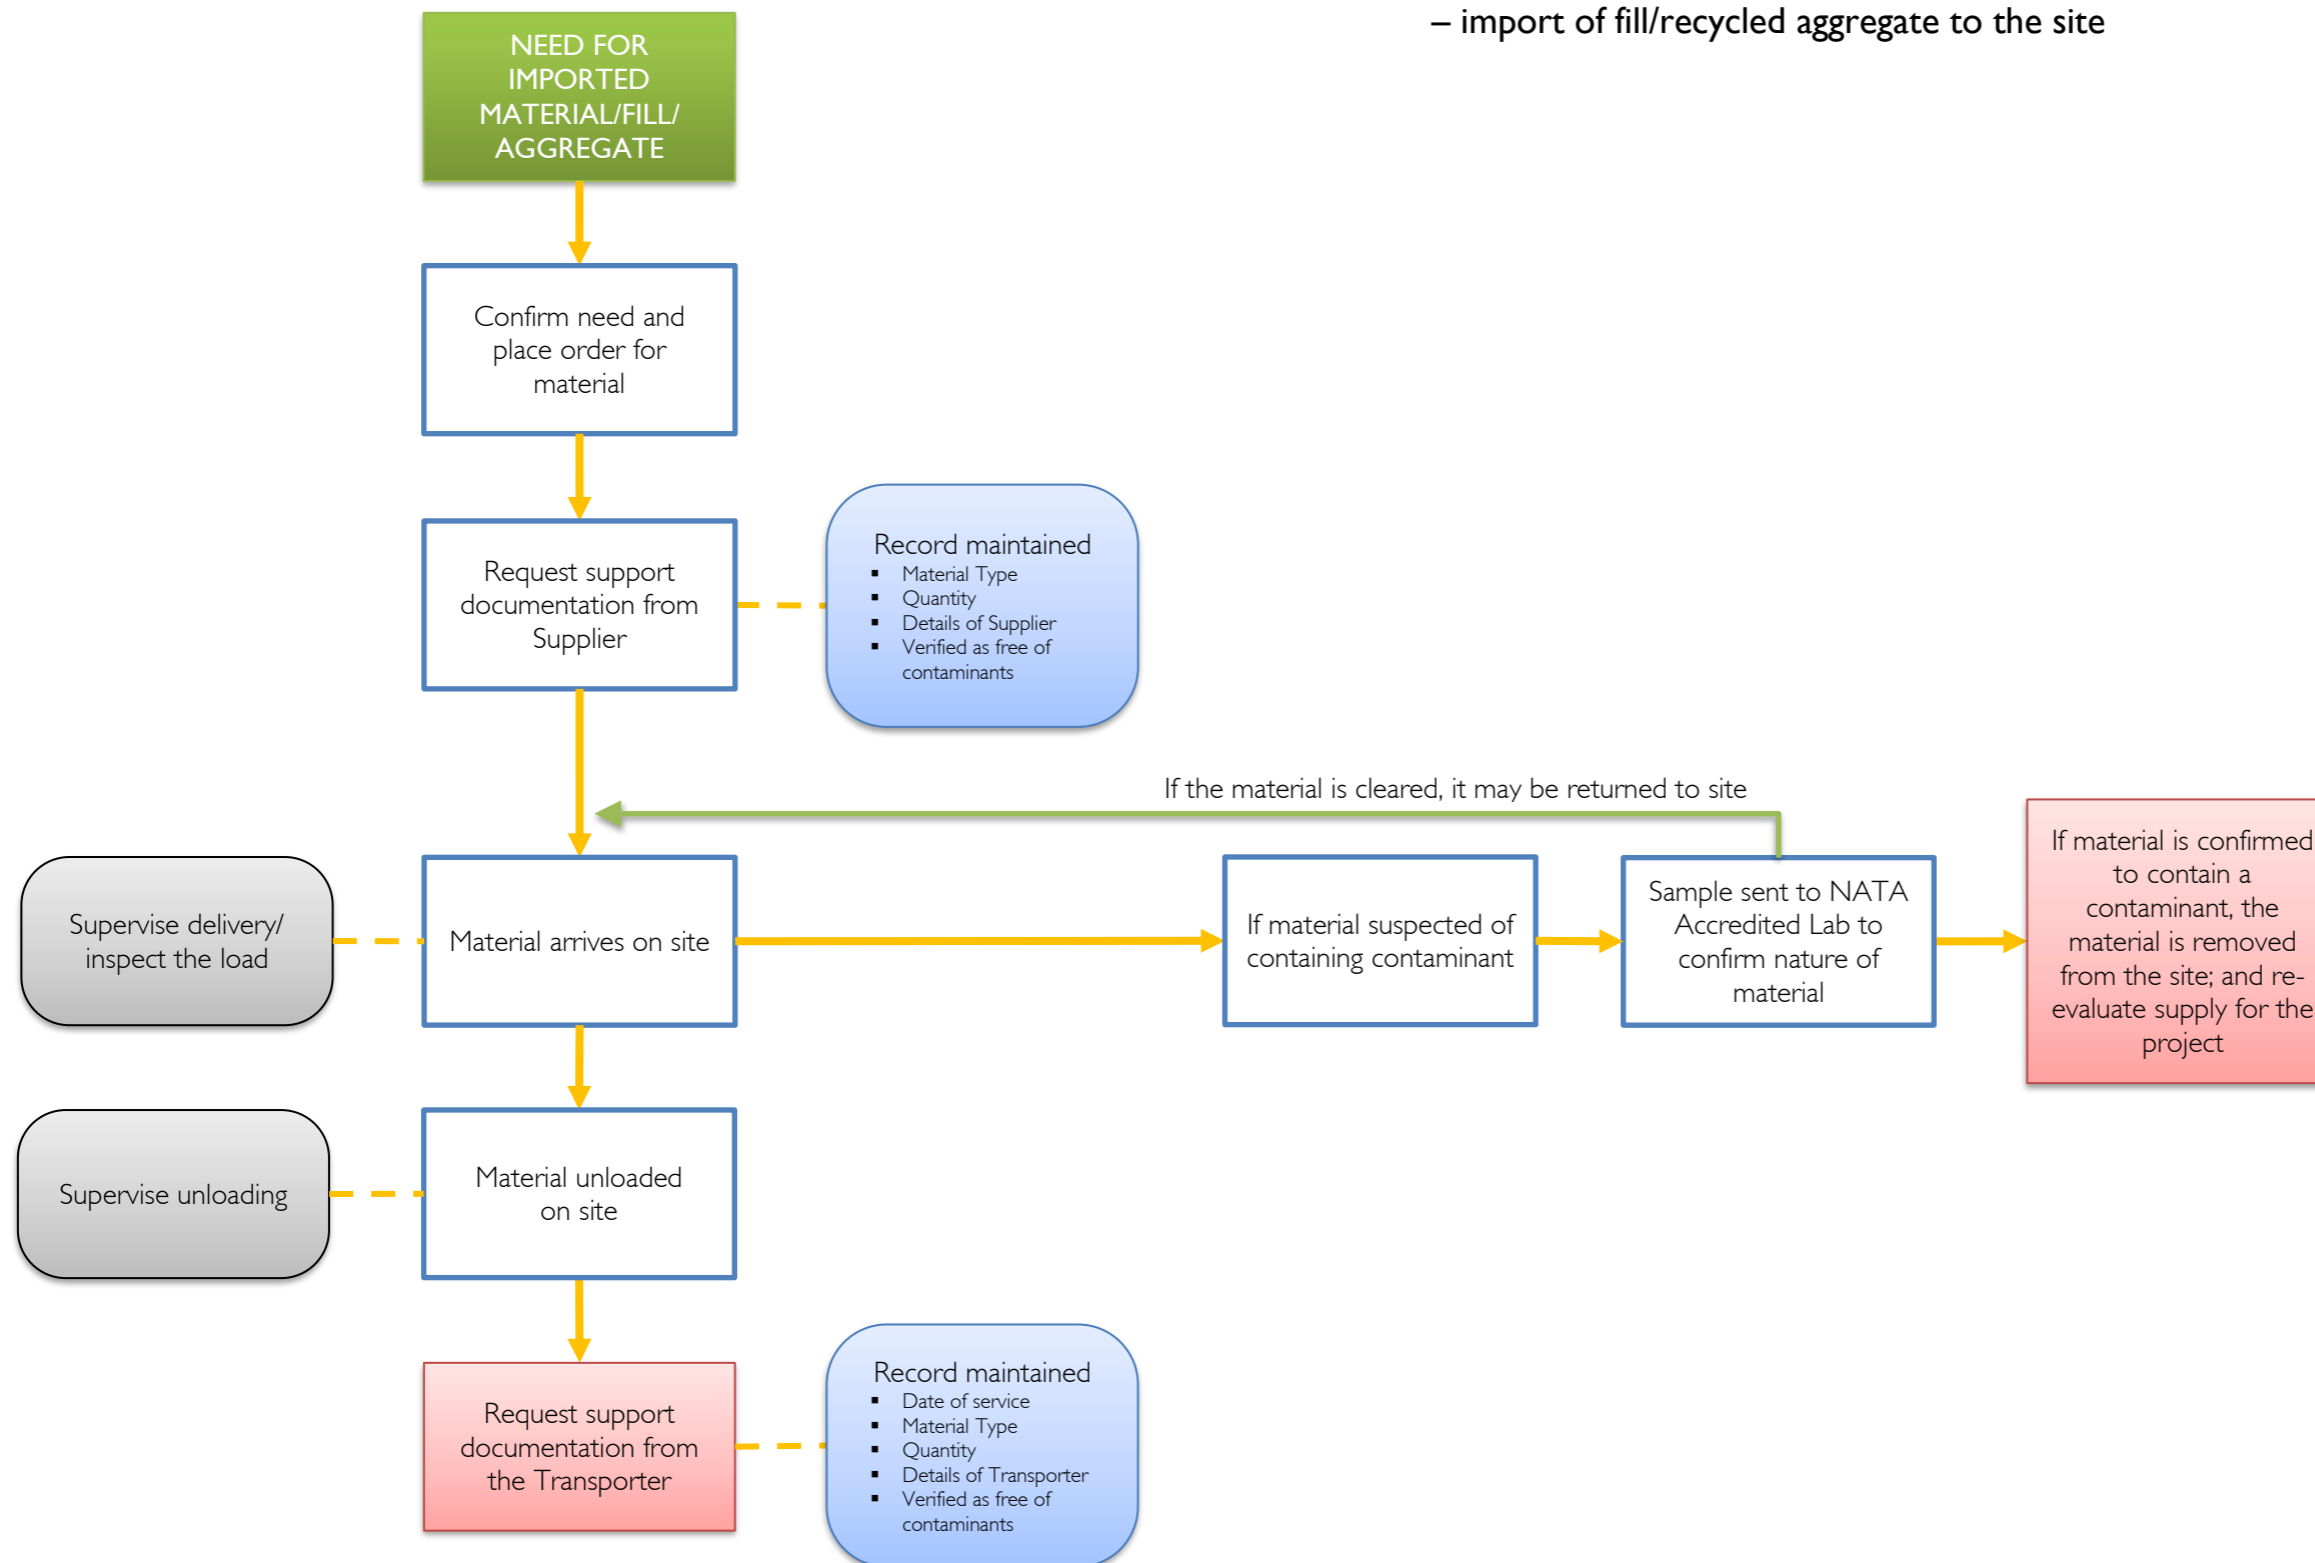 – import of fill/recycled aggregate to the site
NEED FOR
IMPORTED
MATERIAL/FILL/
AGGREGATE
Confirm need and
place order for
material
Request support
documentation from
Supplier
Record maintained
▪ Material Type
▪ Quantity
▪ Details of Supplier
▪ Verified as free of
contaminants
If the material is cleared, it may be returned to site
Supervise delivery/
inspect the load
Material arrives on site
If material suspected of
containing contaminant
Sample sent to NATA
Accredited Lab to
confirm nature of
material
If material is confirmed
to contain a
contaminant, the
material is removed
from the site; and re-
evaluate supply for the
project
Supervise unloading
Material unloaded
on site
Request support
documentation from
the Transporter
Record maintained
▪ Date of service
▪ Material Type
▪ Quantity
▪ Details of Transporter
▪ Verified as free of
contaminants